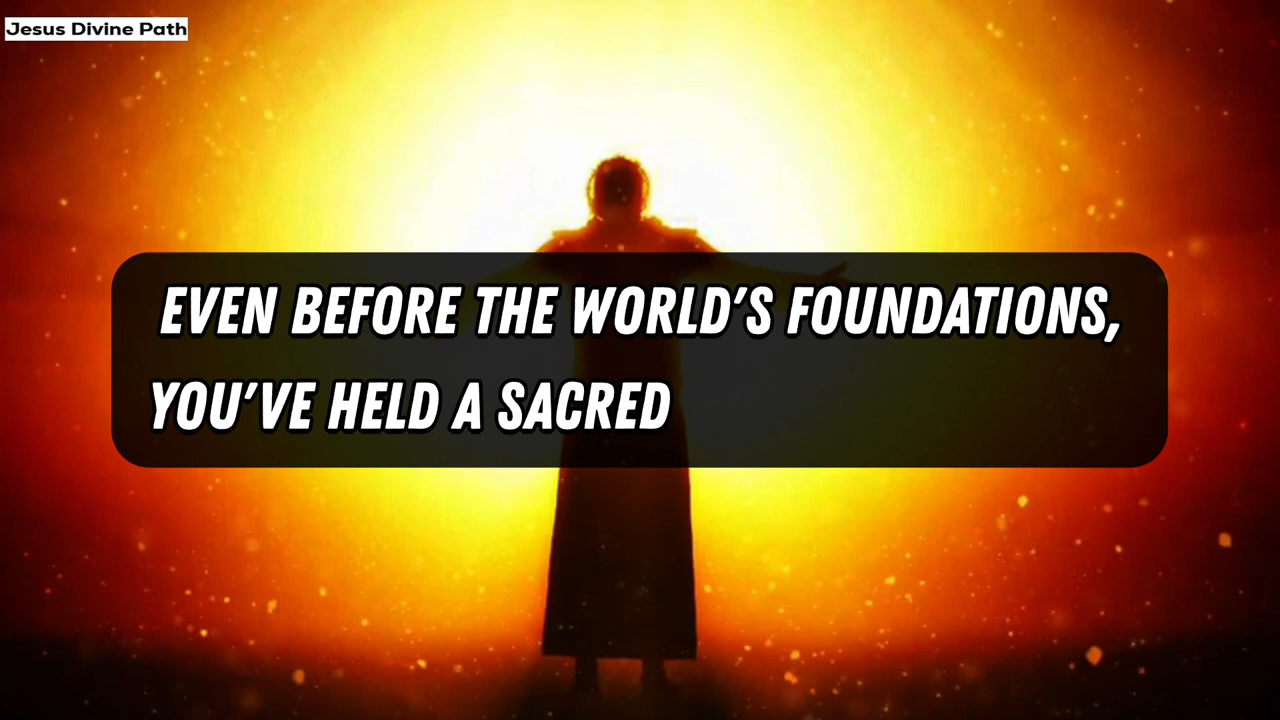 Jesus Divine Path
EVEN BEFORE THE WORLD'S FOUNDATIONS,
YOU'VE HELD A SACRED